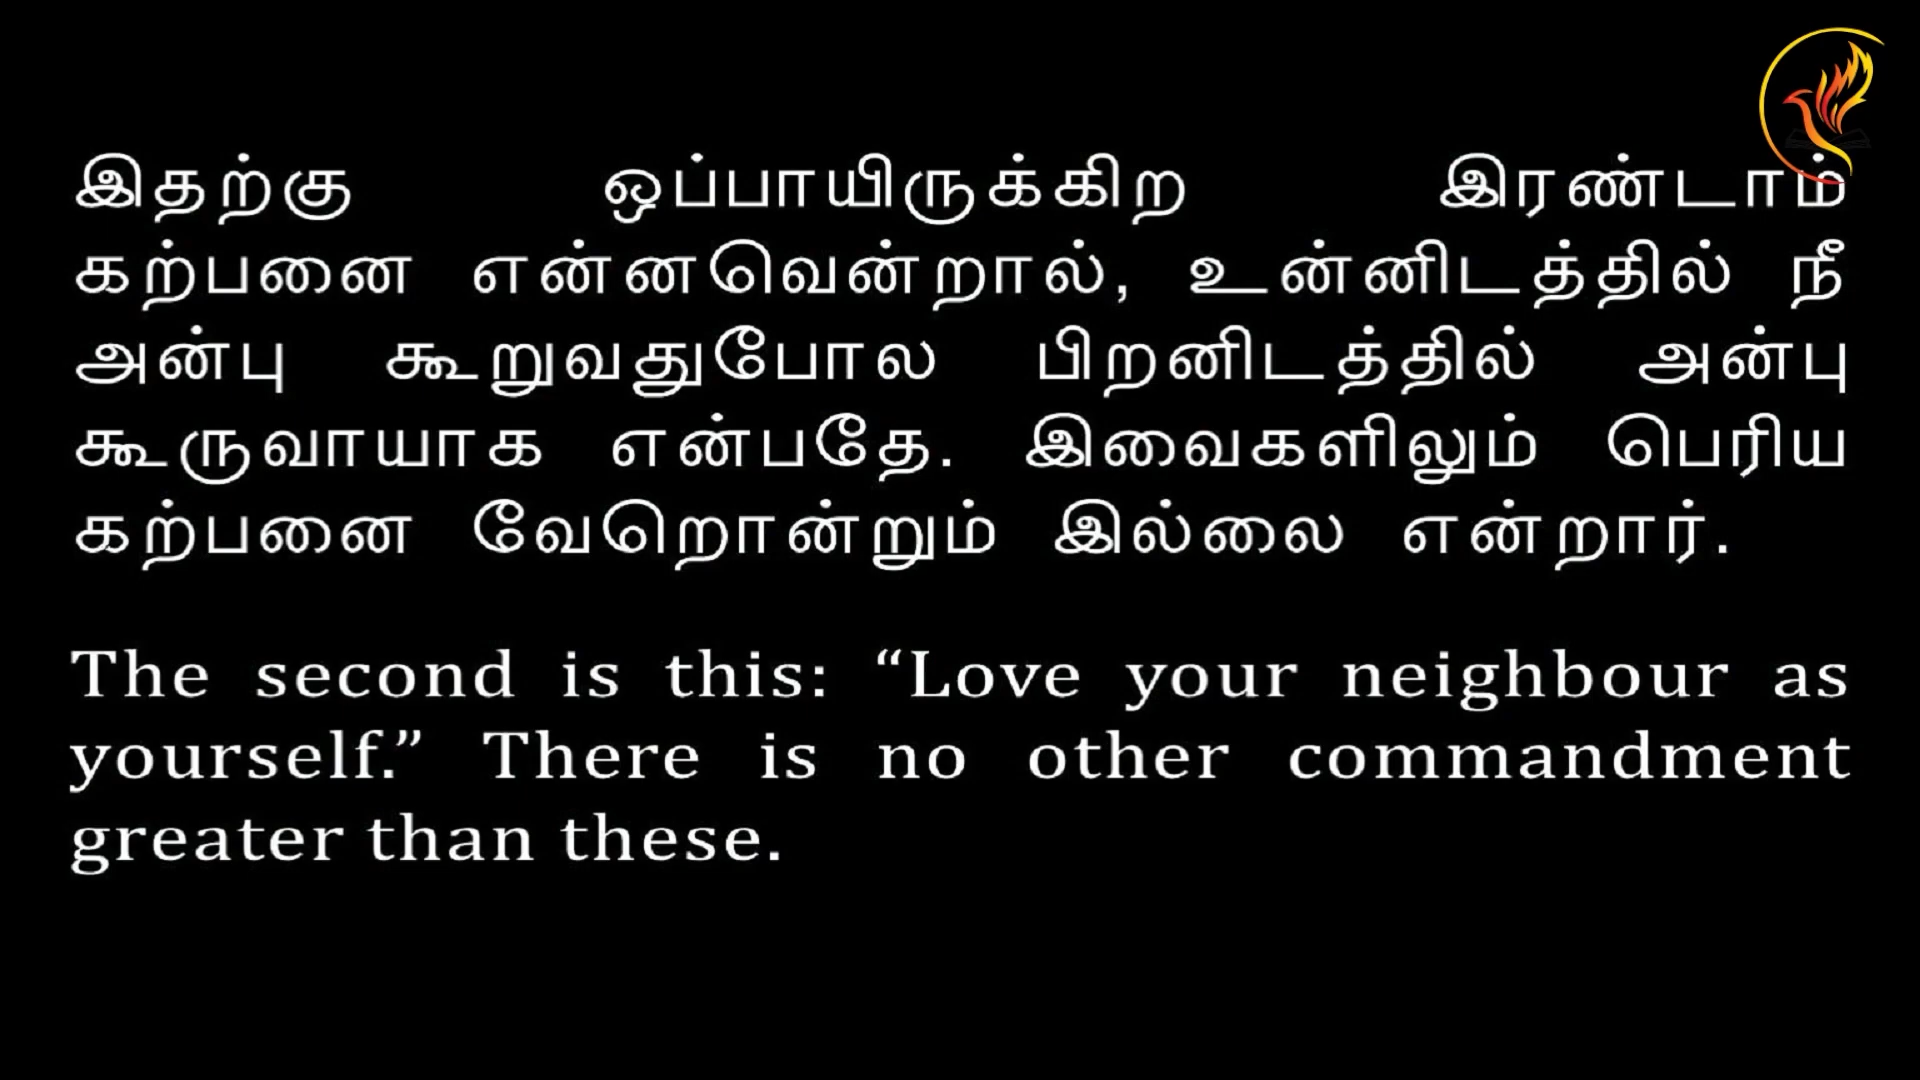 இதற்கு ஒப்பாயிருக்கிற இரண்டாம்
கற்பனை என்னவென்றால், உன்னிடத்தில் நீ
அன்பு கூறுவதுபோல பிறனிடத்தில் அன்பு
கூருவாயாக என்பதே. இவைகளிலும் பெரிய
கற்பனை வேறொன்றும் இல்லை என்றார்.
The second is this: “Love your neighbour as
yourself.” There is no other commandment
greater than these.